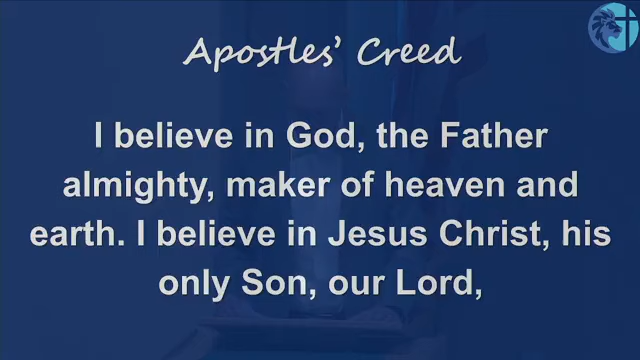 Apostles’ Creed
I believe in God, the Father
almighty, maker of heaven and
earth. I believe in Jesus Christ, his
only Son, our Lord,